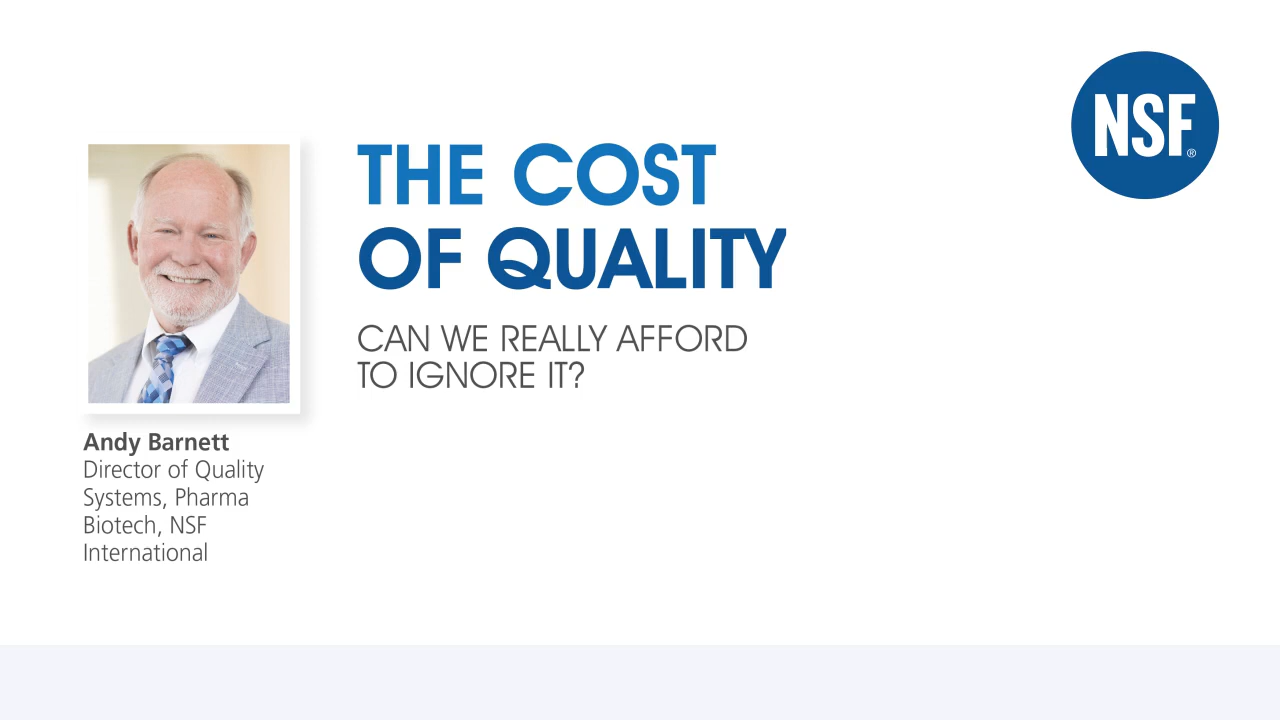 NSF®
THE COST
OF QUALITY
CAN WE REALLY AFFORD
TO IGNORE IT?
Andy Barnett
Director of Quality
Systems, Pharma
Biotech, NSF
International